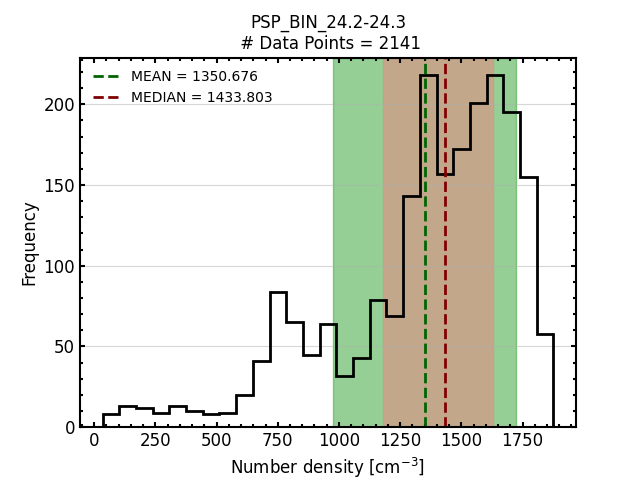 PSP_BIN_24.2-24.3
# Data Points = 2141
MEAN = 1350.676
MEDIAN = 1433.803
200
150
100
50
0
Frequency
0 250 500 750 1000 1250 1500 1750
Number density [cm⁻³]